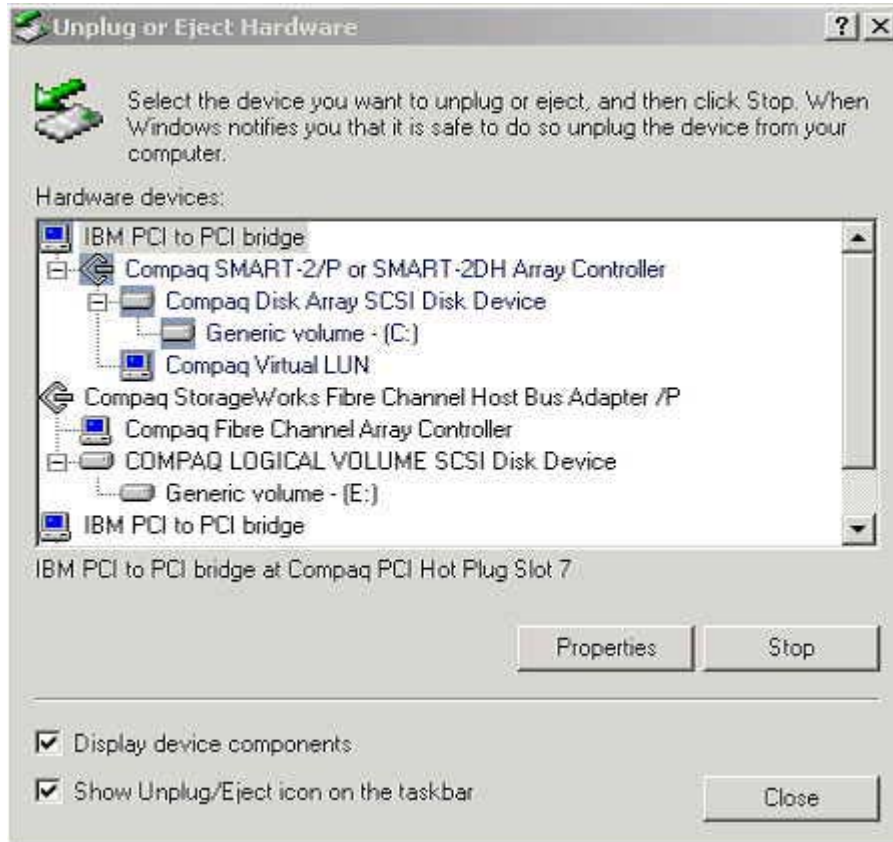 Unplug or Eject Hardware
Select the device you want to unplug or eject, and then click Stop. When
Windows notifies you that it is safe to do so unplug the device from your
computer.
Hardware devices:
IBM PCI to PCI bridge
Compaq SMART-2/P or SMART-2DH Array Controller
Compaq Disk Array SCSI Disk Device
Generic volume - (C:)
Compaq Virtual LUN
Compaq StorageWorks Fibre Channel Host Bus Adapter /P
Compaq Fibre Channel Array Controller
COMPAQ LOGICAL VOLUME SCSI Disk Device
Generic volume - (E:)
IBM PCI to PCI bridge
IBM PCI to PCI bridge at Compaq PCI Hot Plug Slot 7
Properties Stop
Display device components
Show Unplug/Eject icon on the taskbar
Close